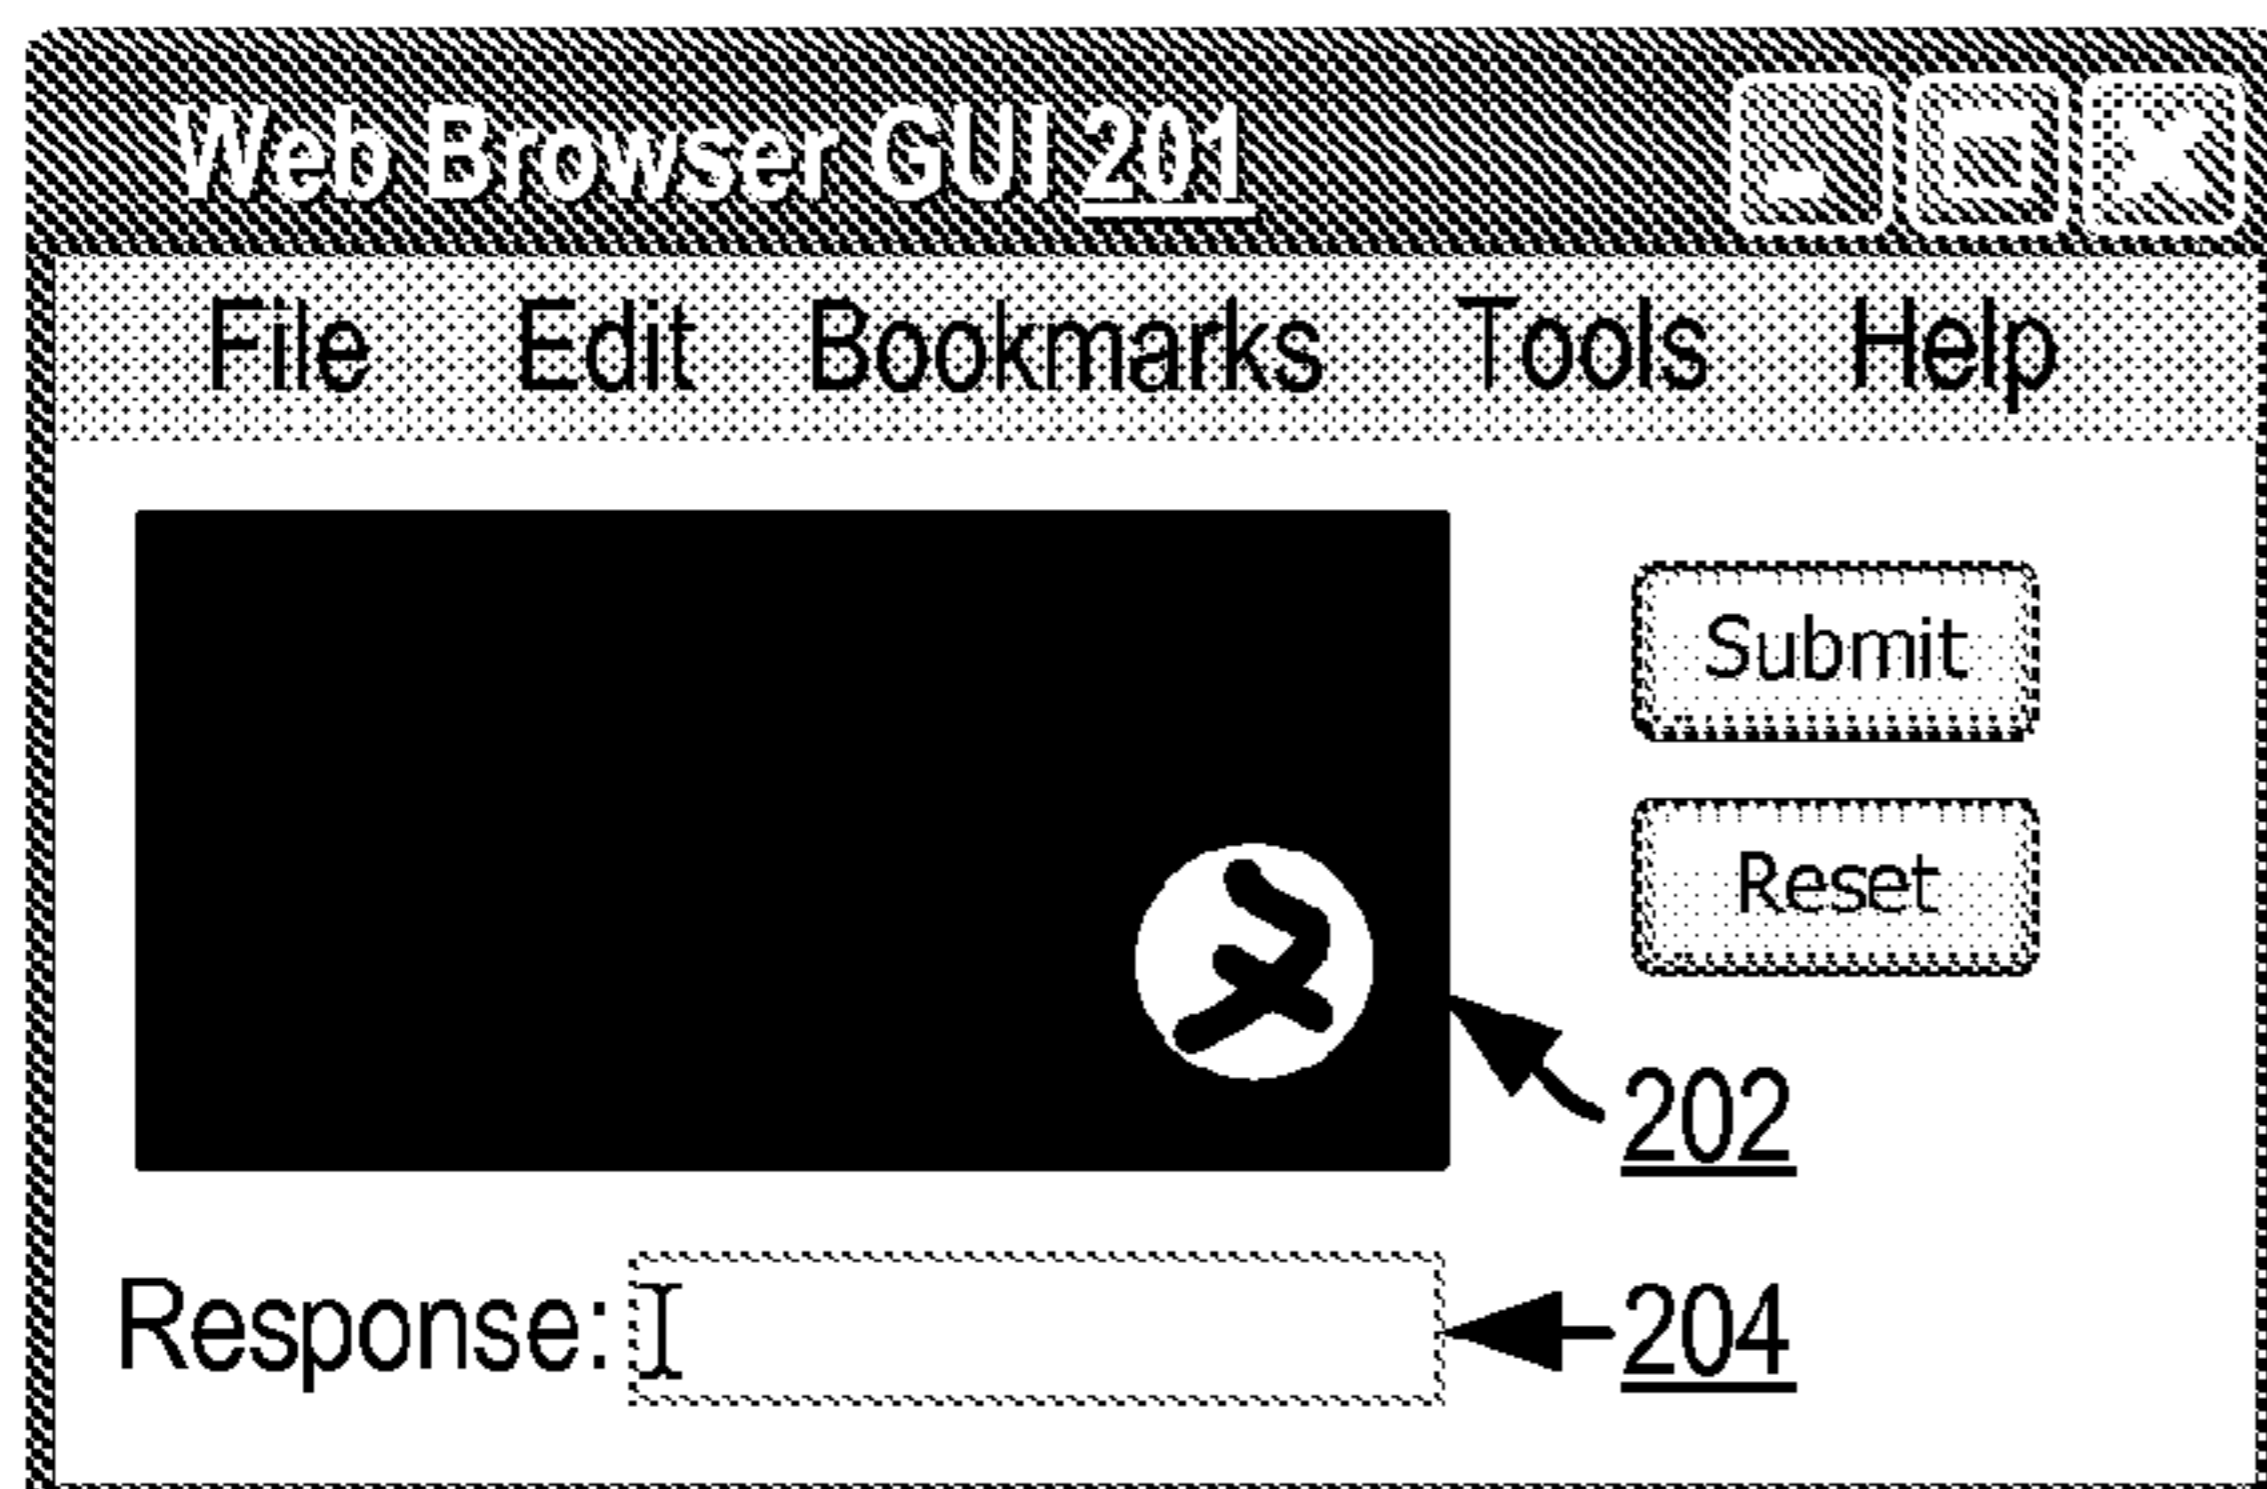 Web Browser GUI 201
File Edit Bookmarks Tools Help
Submit
Reset
202
Response:
204